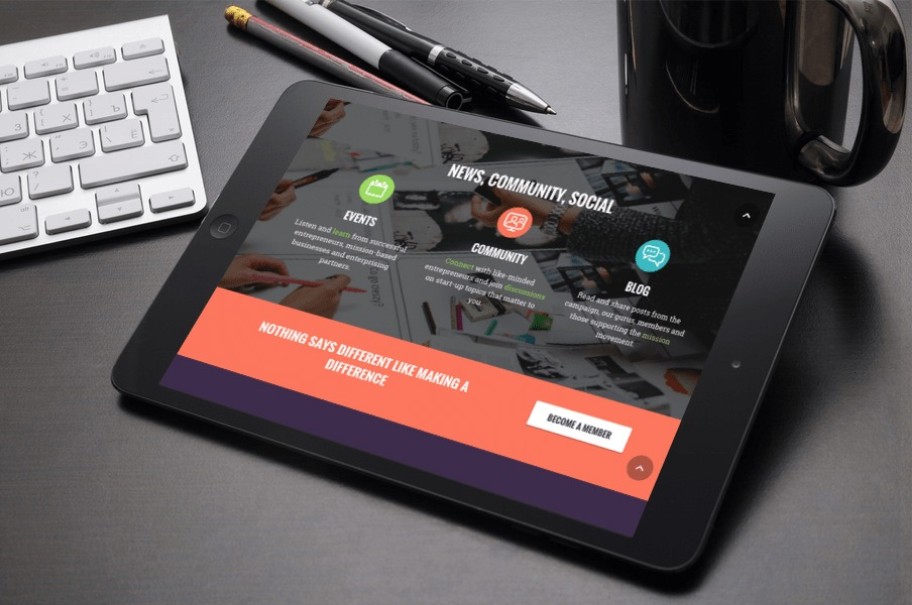 NEWS, COMMUNITY, SOCIAL
EVENTS
Listen and learn from successful
entrepreneurs, mission-based
businesses and enterprising
partners.
COMMUNITY
Connect with like-minded
entrepreneurs and join discussions
on start-up topics that matter to
you.
BLOG
Read and share posts from the
campaign, our gurus, members and
those supporting the mission
movement.
NOTHING SAYS DIFFERENT LIKE MAKING A
DIFFERENCE
BECOME A MEMBER
З Х Ъ
Ж Э Ё
Ю ?